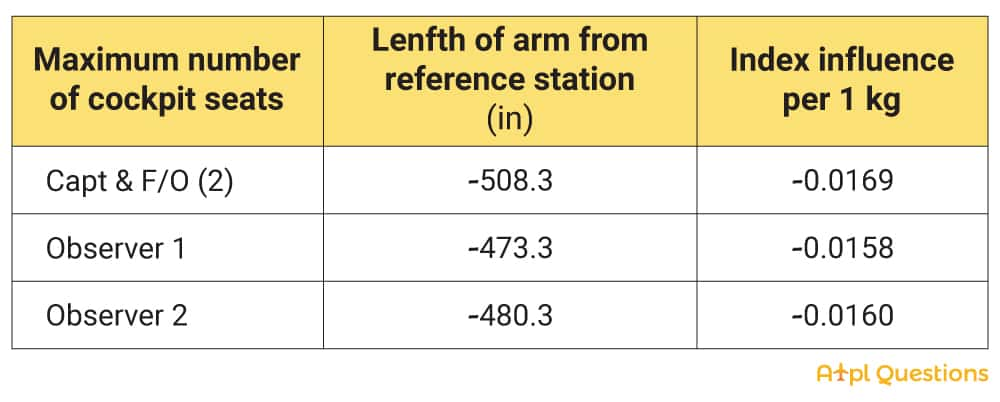 Maximum number
of cockpit seats
Lenfth of arm from
reference station
(in)
Index influence
per 1 kg
Capt & F/O (2)
-508.3
-0.0169
Observer 1
-473.3
-0.0158
Observer 2
-480.3
-0.0160
Atpl Questions